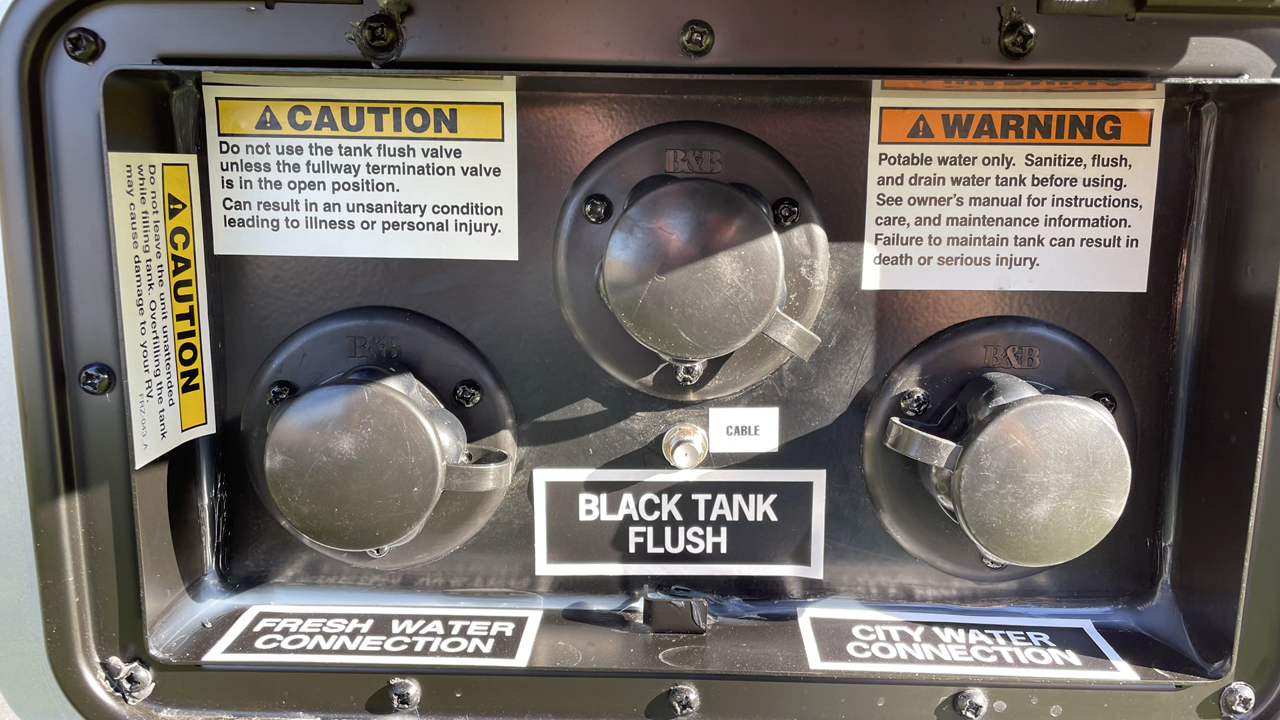 CAUTION
Do not use the tank flush valve
unless the fullway termination valve
is in the open position.
Can result in an unsanitary condition
leading to illness or personal injury.
CAUTION
Do not leave the unit unattended
while filling tank. Overfilling the tank
may cause damage to your RV.
B&B
WARNING
WARNING
Potable water only. Sanitize, flush,
and drain water tank before using.
See owner's manual for instructions,
care, and maintenance information.
Failure to maintain tank can result in
death or serious injury.
B&B
B&B
CABLE
BLACK TANK
FLUSH
FRESH WATER
CONNECTION
CITY WATER
CONNECTION